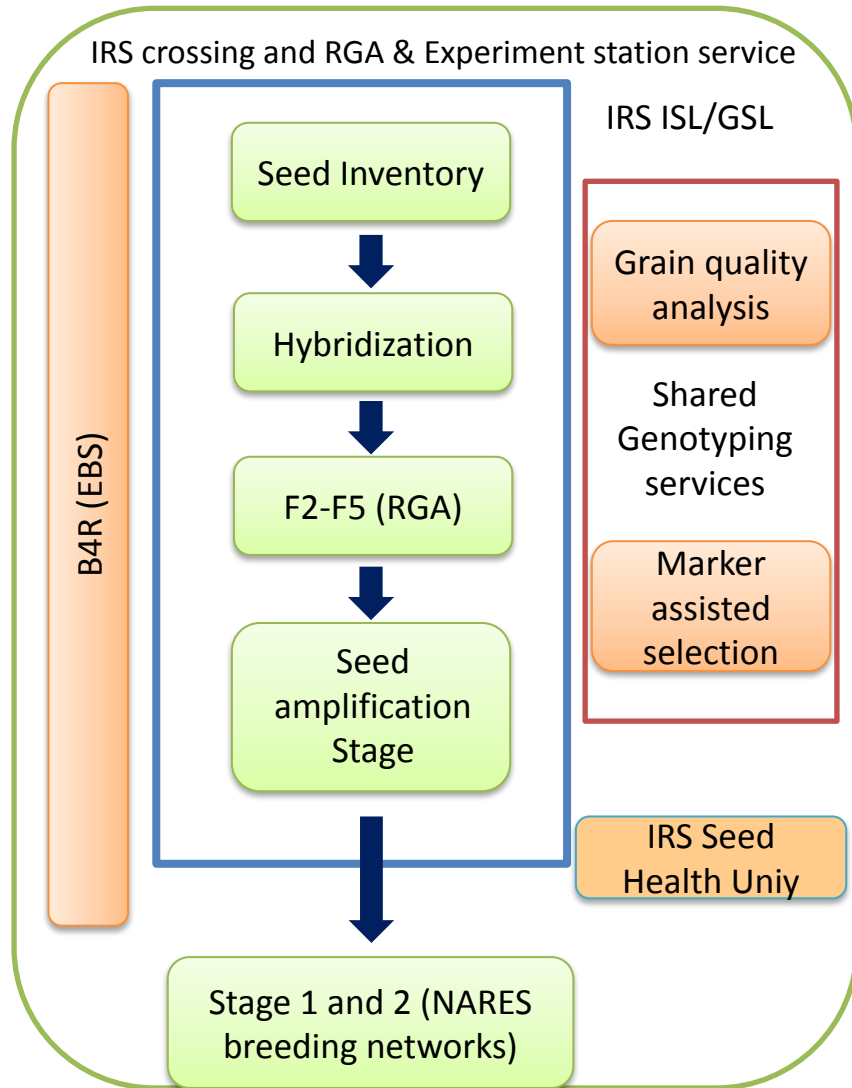 IRS crossing and RGA & Experiment station service
B4R (EBS)
Seed Inventory
Hybridization
F2-F5 (RGA)
Seed
amplification
Stage
IRS ISL/GSL
Grain quality
analysis
Shared
Genotyping
services
Marker
assisted
selection
IRS Seed
Health Uniy
Stage 1 and 2 (NARES
breeding networks)